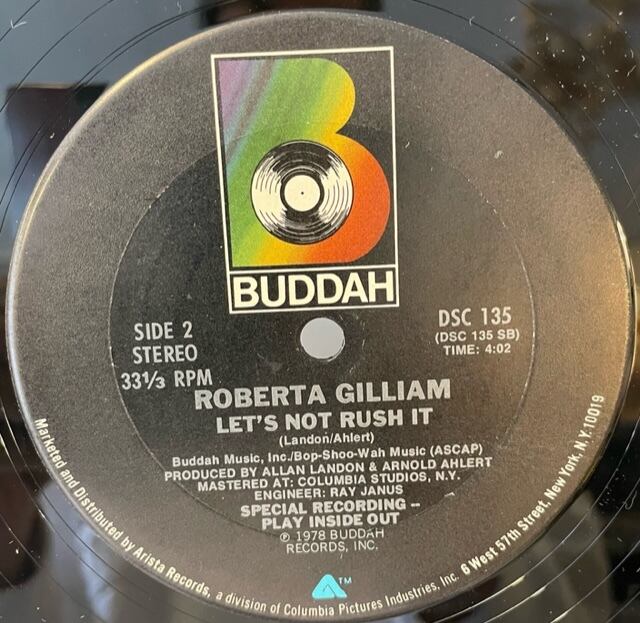 BUDDAH
SIDE 2
STEREO
33⅓ RPM
DSC 135
(DSC 135 SB)
TIME: 4:02
ROBERTA GILLIAM
LET'S NOT RUSH IT
(Landon/Ahlert)
Buddah Music, Inc./Bop-Shoo-Wah Music (ASCAP)
PRODUCED BY ALLAN LANDON & ARNOLD AHLERT
MASTERED AT: COLUMBIA STUDIOS, N.Y.
ENGINEER: RAY JANUS
SPECIAL RECORDING –
PLAY INSIDE OUT
℗ 1978 BUDDAH
RECORDS, INC.
TM
Marketed and Distributed by Arista Records, a division of Columbia Pictures Industries, Inc. 6 West 57th Street, New York, N.Y. 10019